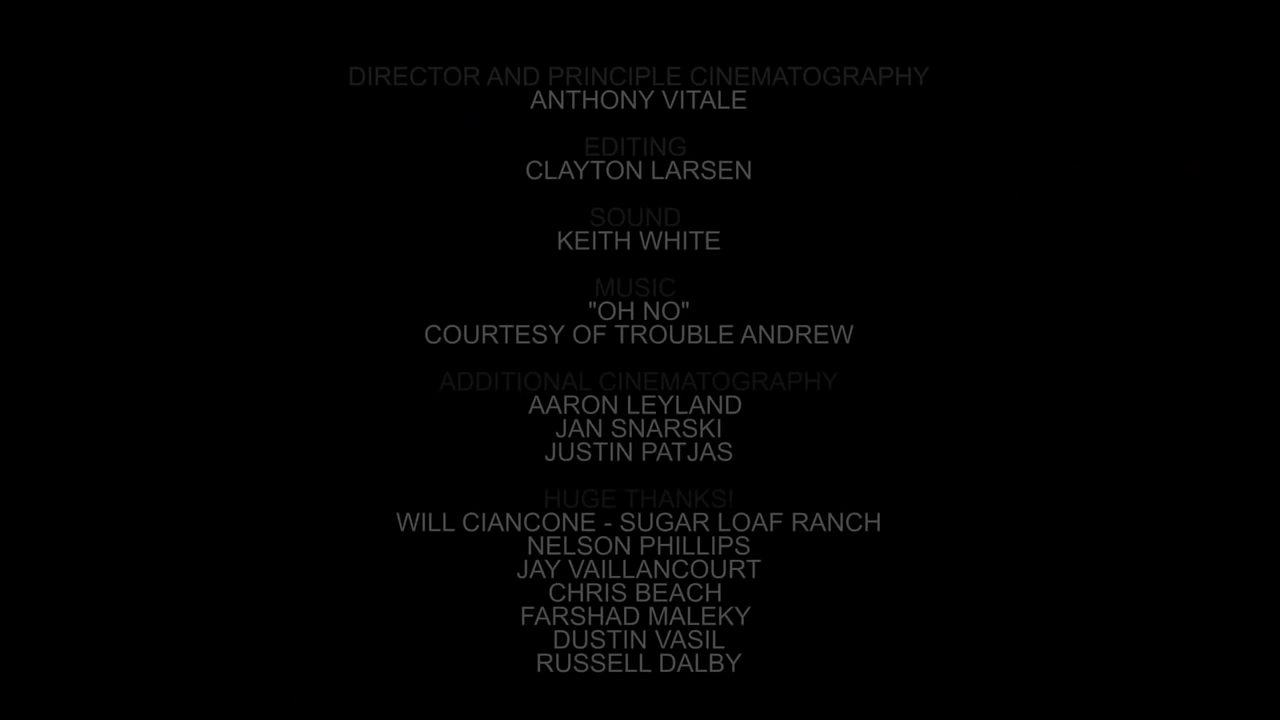 DIRECTOR AND PRINCIPLE CINEMATOGRAPHY
ANTHONY VITALE
EDITING
CLAYTON LARSEN
SOUND
KEITH WHITE
MUSIC
"OH NO"
COURTESY OF TROUBLE ANDREW
ADDITIONAL CINEMATOGRAPHY
AARON LEYLAND
JAN SNARSKI
JUSTIN PATJAS
HUGE THANKS!
WILL CIANCONE - SUGAR LOAF RANCH
NELSON PHILLIPS
JAY VAILLANCOURT
CHRIS BEACH
FARSHAD MALEKY
DUSTIN VASIL
RUSSELL DALBY